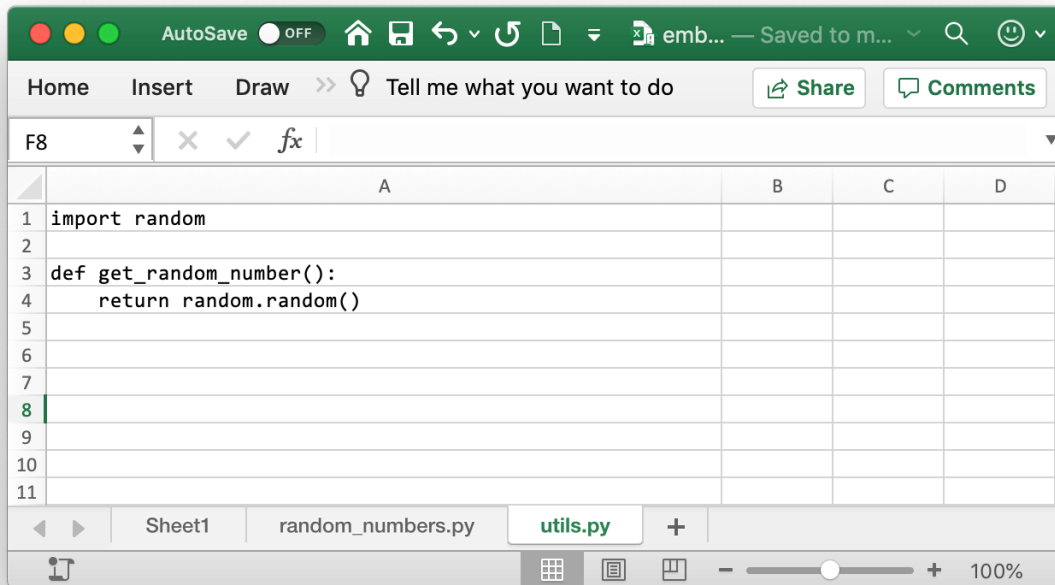 AutoSave OFF emb... — Saved to m...
Home Insert Draw >> Tell me what you want to do Share Comments
F8 fx
A B C D
1 import random
2
3 def get_random_number():
4     return random.random()
5
6
7
8
9
10
11
Sheet1 random_numbers.py utils.py +
− + 100%